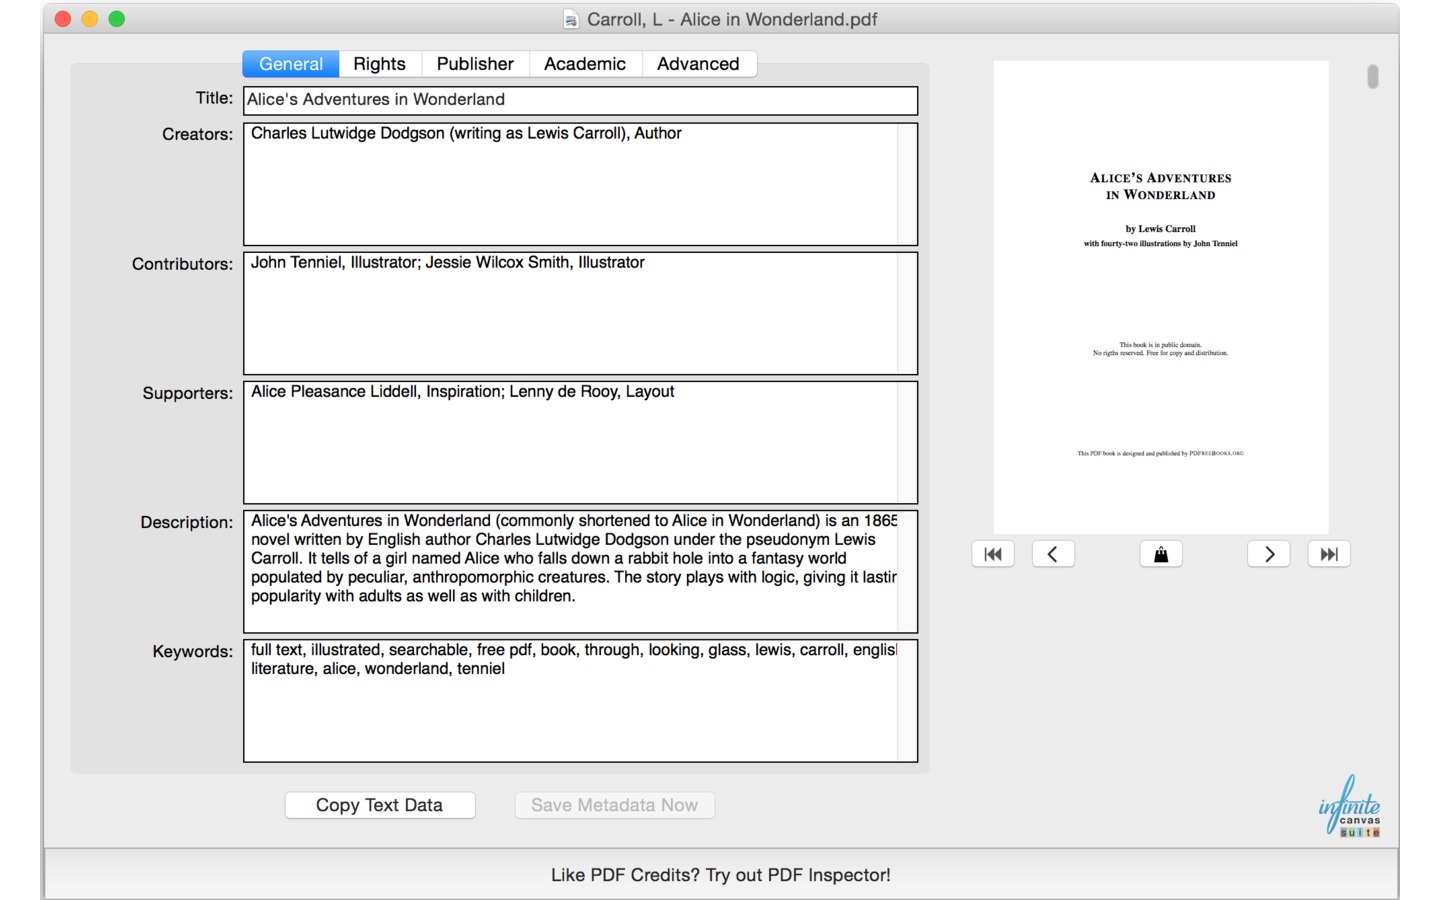 Carroll, L - Alice in Wonderland.pdf
General Rights Publisher Academic Advanced
Title: Alice's Adventures in Wonderland
Creators: Charles Lutwidge Dodgson (writing as Lewis Carroll), Author
Contributors: John Tenniel, Illustrator; Jessie Wilcox Smith, Illustrator
Supporters: Alice Pleasance Liddell, Inspiration; Lenny de Rooy, Layout
Description: Alice's Adventures in Wonderland (commonly shortened to Alice in Wonderland) is an 1865
novel written by English author Charles Lutwidge Dodgson under the pseudonym Lewis
Carroll. It tells of a girl named Alice who falls down a rabbit hole into a fantasy world
populated by peculiar, anthropomorphic creatures. The story plays with logic, giving it lastin
popularity with adults as well as with children.
Keywords: full text, illustrated, searchable, free pdf, book, through, looking, glass, lewis, carroll, englis
literature, alice, wonderland, tenniel
Copy Text Data
Save Metadata Now
ALICE'S ADVENTURES
IN WONDERLAND
by Lewis Carroll
with fourty-two illustrations by John Tenniel
This book is in public domain.
No rigths reserved. Free for copy and distribution.
This PDF book is designed and published by PDFREEBOOKS.ORG
infinite
canvas
suite
Like PDF Credits? Try out PDF Inspector!